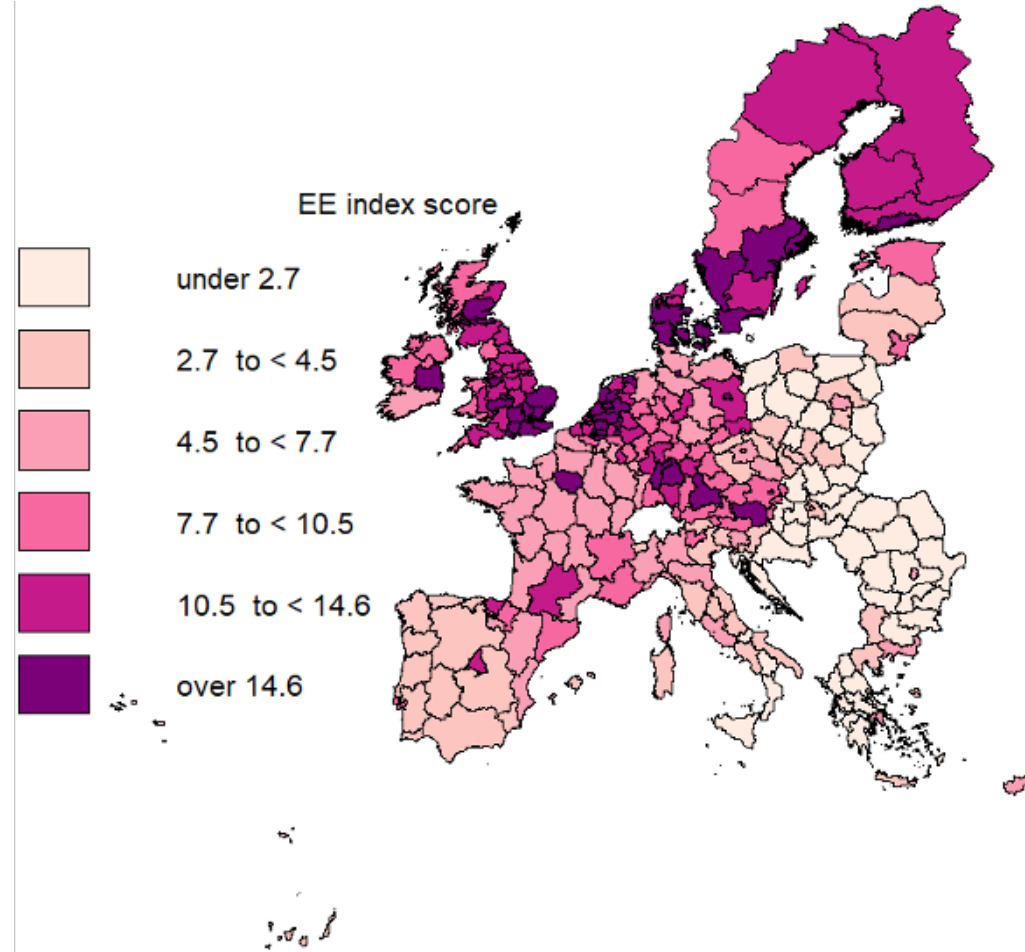 EE index score
under 2.7
2.7 to < 4.5
4.5 to < 7.7
7.7 to < 10.5
10.5 to < 14.6
over 14.6